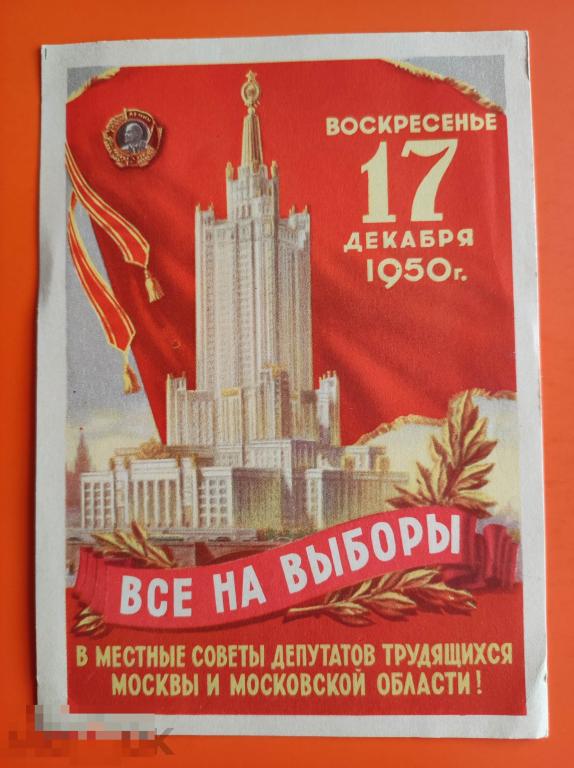 ВОСКРЕСЕНЬЕ
17
ДЕКАБРЯ
1950г.
ВСЕ НА ВЫБОРЫ
В МЕСТНЫЕ СОВЕТЫ ДЕПУТАТОВ ТРУДЯЩИХСЯ
МОСКВЫ И МОСКОВСКОЙ ОБЛАСТИ!